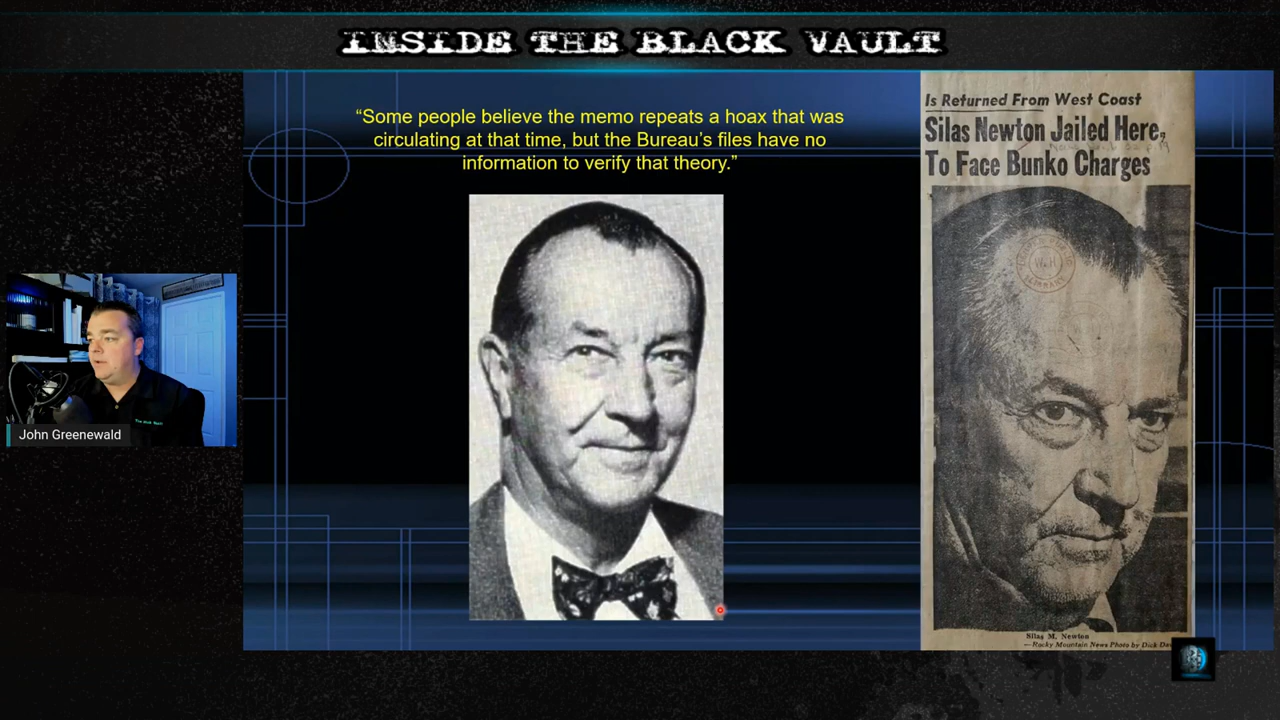 INSIDE THE BLACK VAULT
“Some people believe the memo repeats a hoax that was
circulating at that time, but the Bureau’s files have no
information to verify that theory.”
Is Returned From West Coast
Silas Newton Jailed Here,
To Face Bunko Charges
W.H
John Greenewald
Silas M. Newton
—Rocky Mountain News Photo by Dick